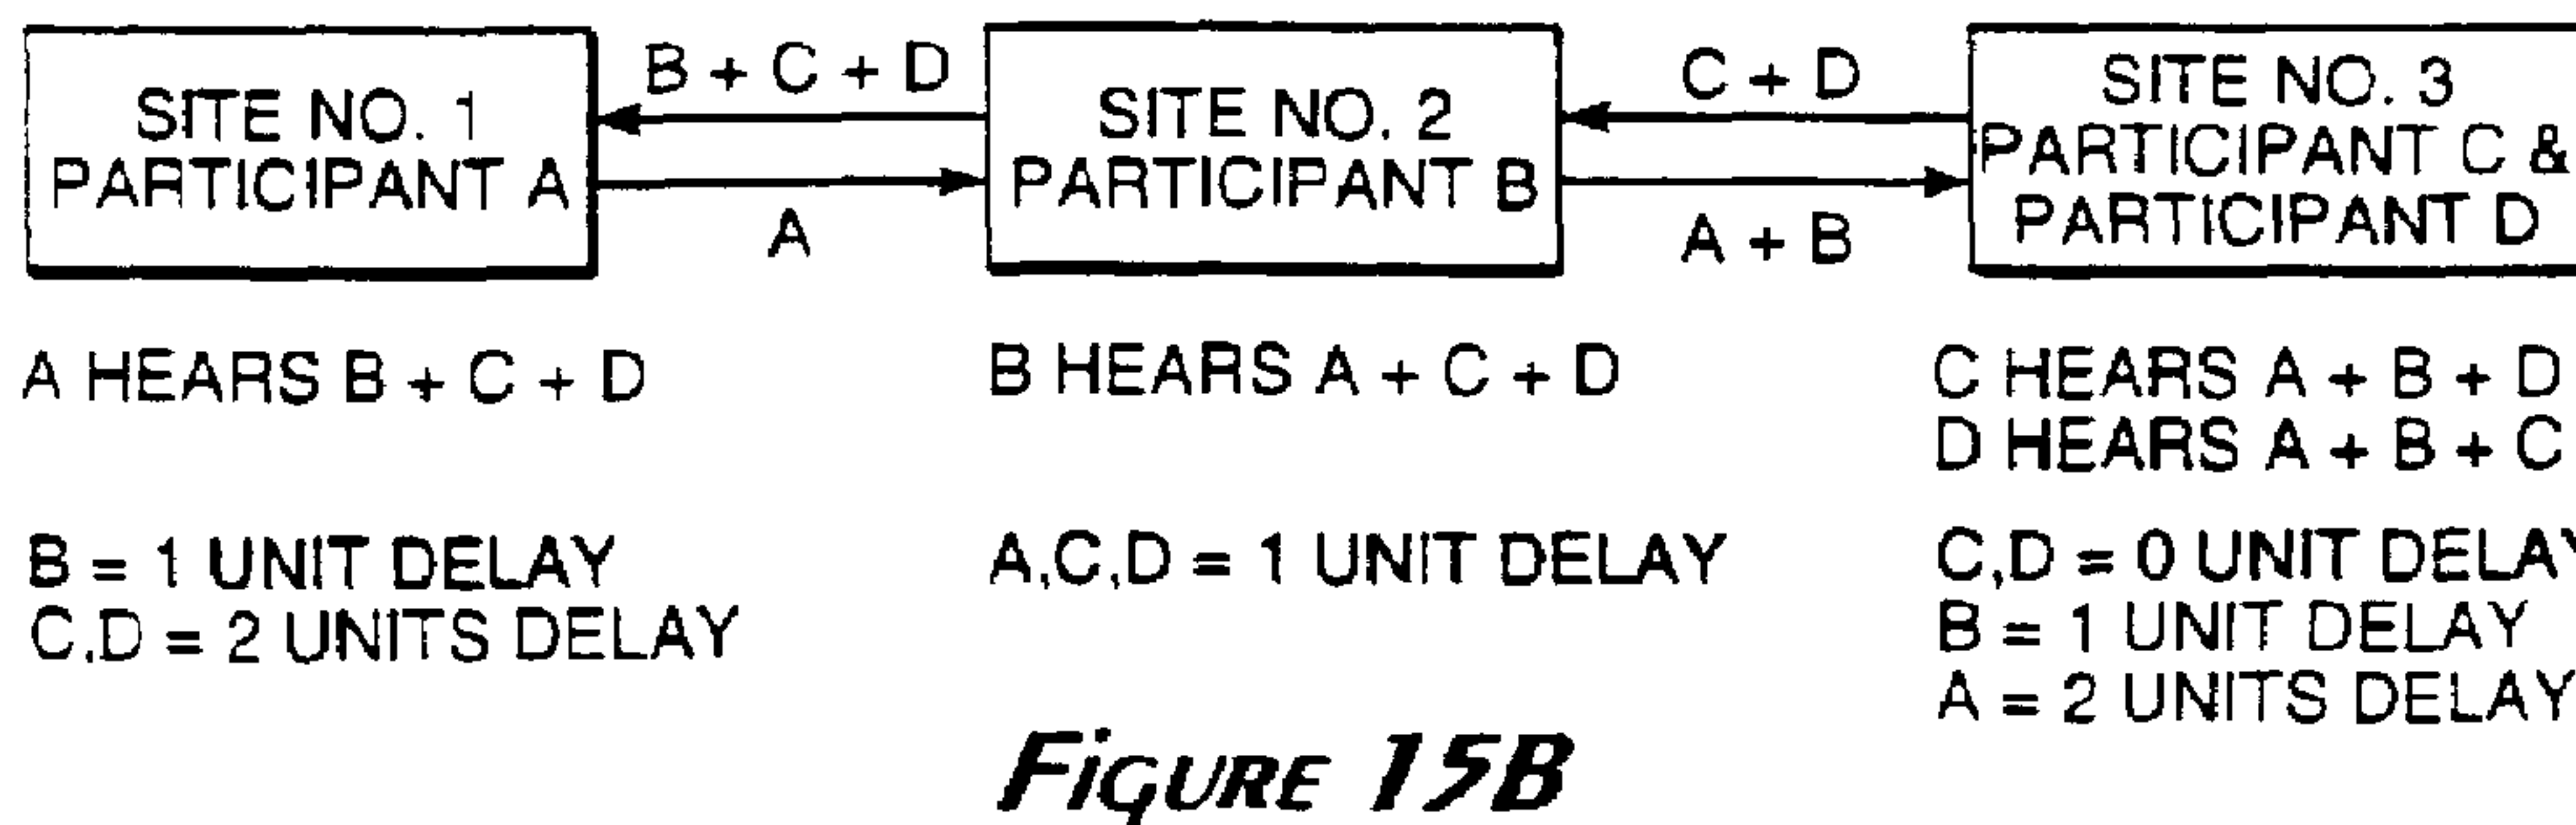 SITE NO. 1
PARTICIPANT A
B + C + D
A
SITE NO. 2
PARTICIPANT B
C + D
A + B
SITE NO. 3
PARTICIPANT C &
PARTICIPANT D
A HEARS B + C + D
B = 1 UNIT DELAY
C,D = 2 UNITS DELAY
B HEARS A + C + D
A,C,D = 1 UNIT DELAY
C HEARS A + B + D
D HEARS A + B + C
C,D = 0 UNIT DELAY
B = 1 UNIT DELAY
A = 2 UNITS DELAY
FIGURE 15B